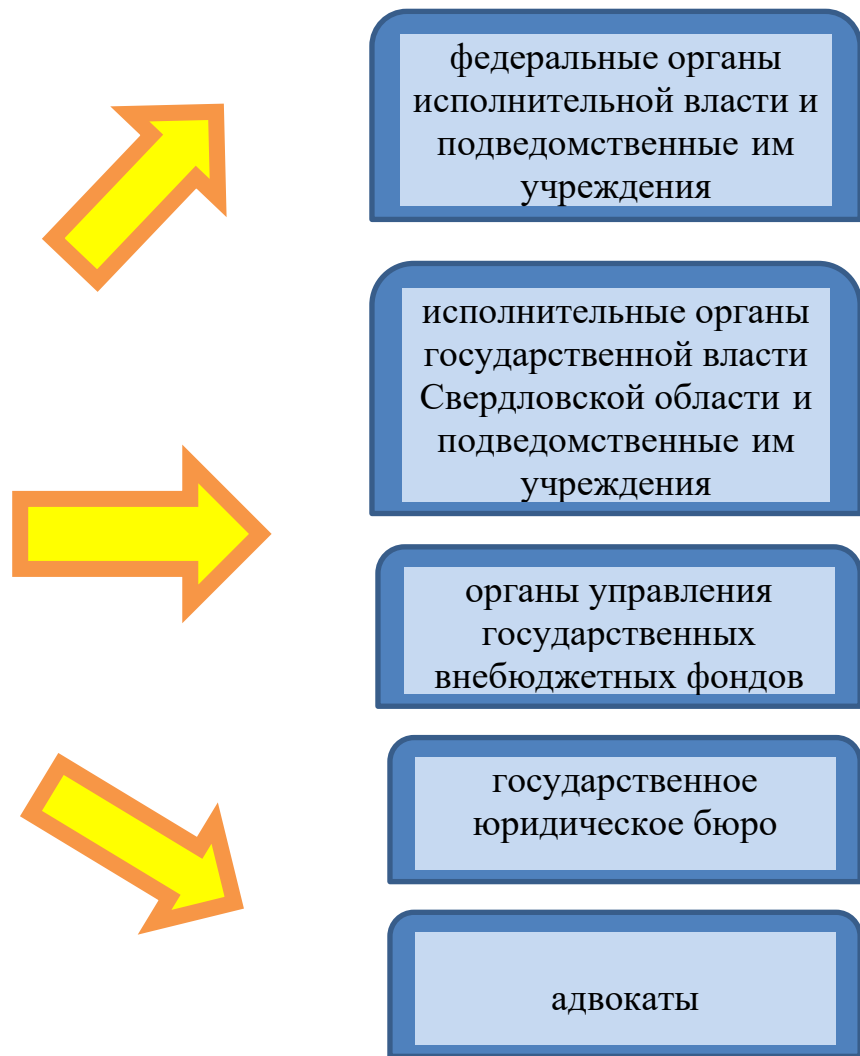 федеральные органы
исполнительной власти и
подведомственные им
учреждения
исполнительные органы
государственной власти
Свердловской области и
подведомственные им
учреждения
органы управления
государственных
внебюджетных фондов
государственное
юридическое бюро
адвокаты